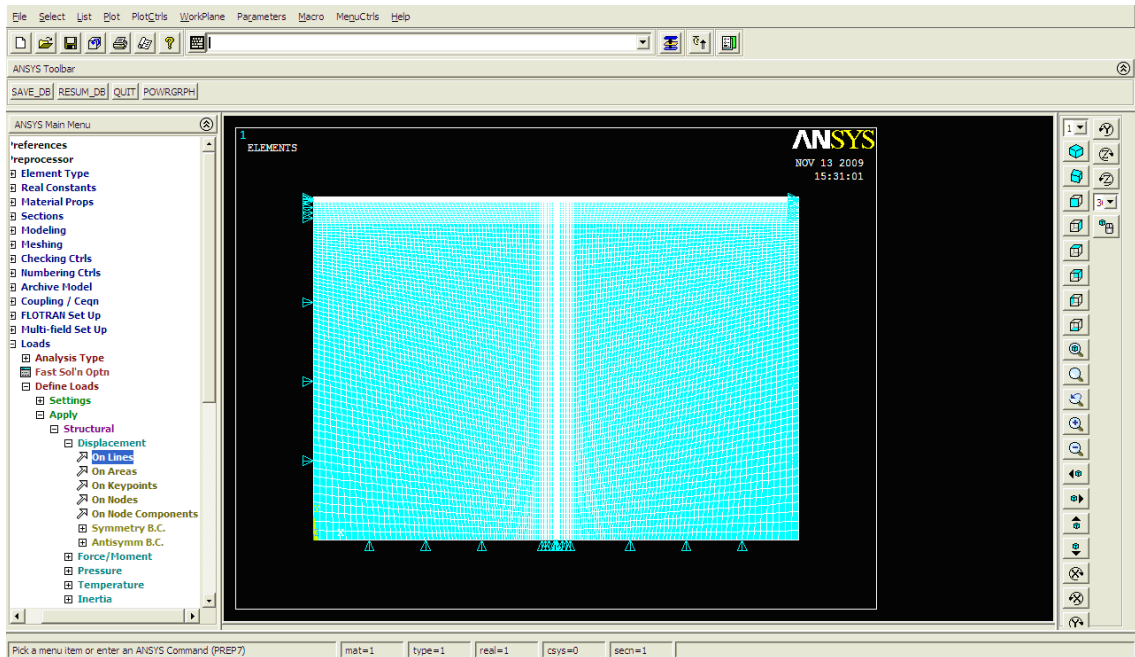 File Select List Plot PlotCtrls WorkPlane Parameters Macro MenuCtrls Help
ANSYS Toolbar
SAVE_DB RESUM_DB QUIT POWRGRPH
ANSYS Main Menu
references
reprocessor
Element Type
Real Constants
Material Props
Sections
Modeling
Meshing
Checking Ctrls
Numbering Ctrls
Archive Model
Coupling / Ceqn
FLOTRAN Set Up
Multi-field Set Up
Loads
Analysis Type
Fast Sol'n Optn
Define Loads
Settings
Apply
Structural
Displacement
On Lines
On Areas
On Keypoints
On Nodes
On Node Components
Symmetry B.C.
Antisymm B.C.
Force/Moment
Pressure
Temperature
Inertia
1
ELEMENTS
ANSYS
NOV 13 2009
15:31:01
1
Pick a menu item or enter an ANSYS Command (PREP7) mat=1 type=1 real=1 csys=0 secn=1